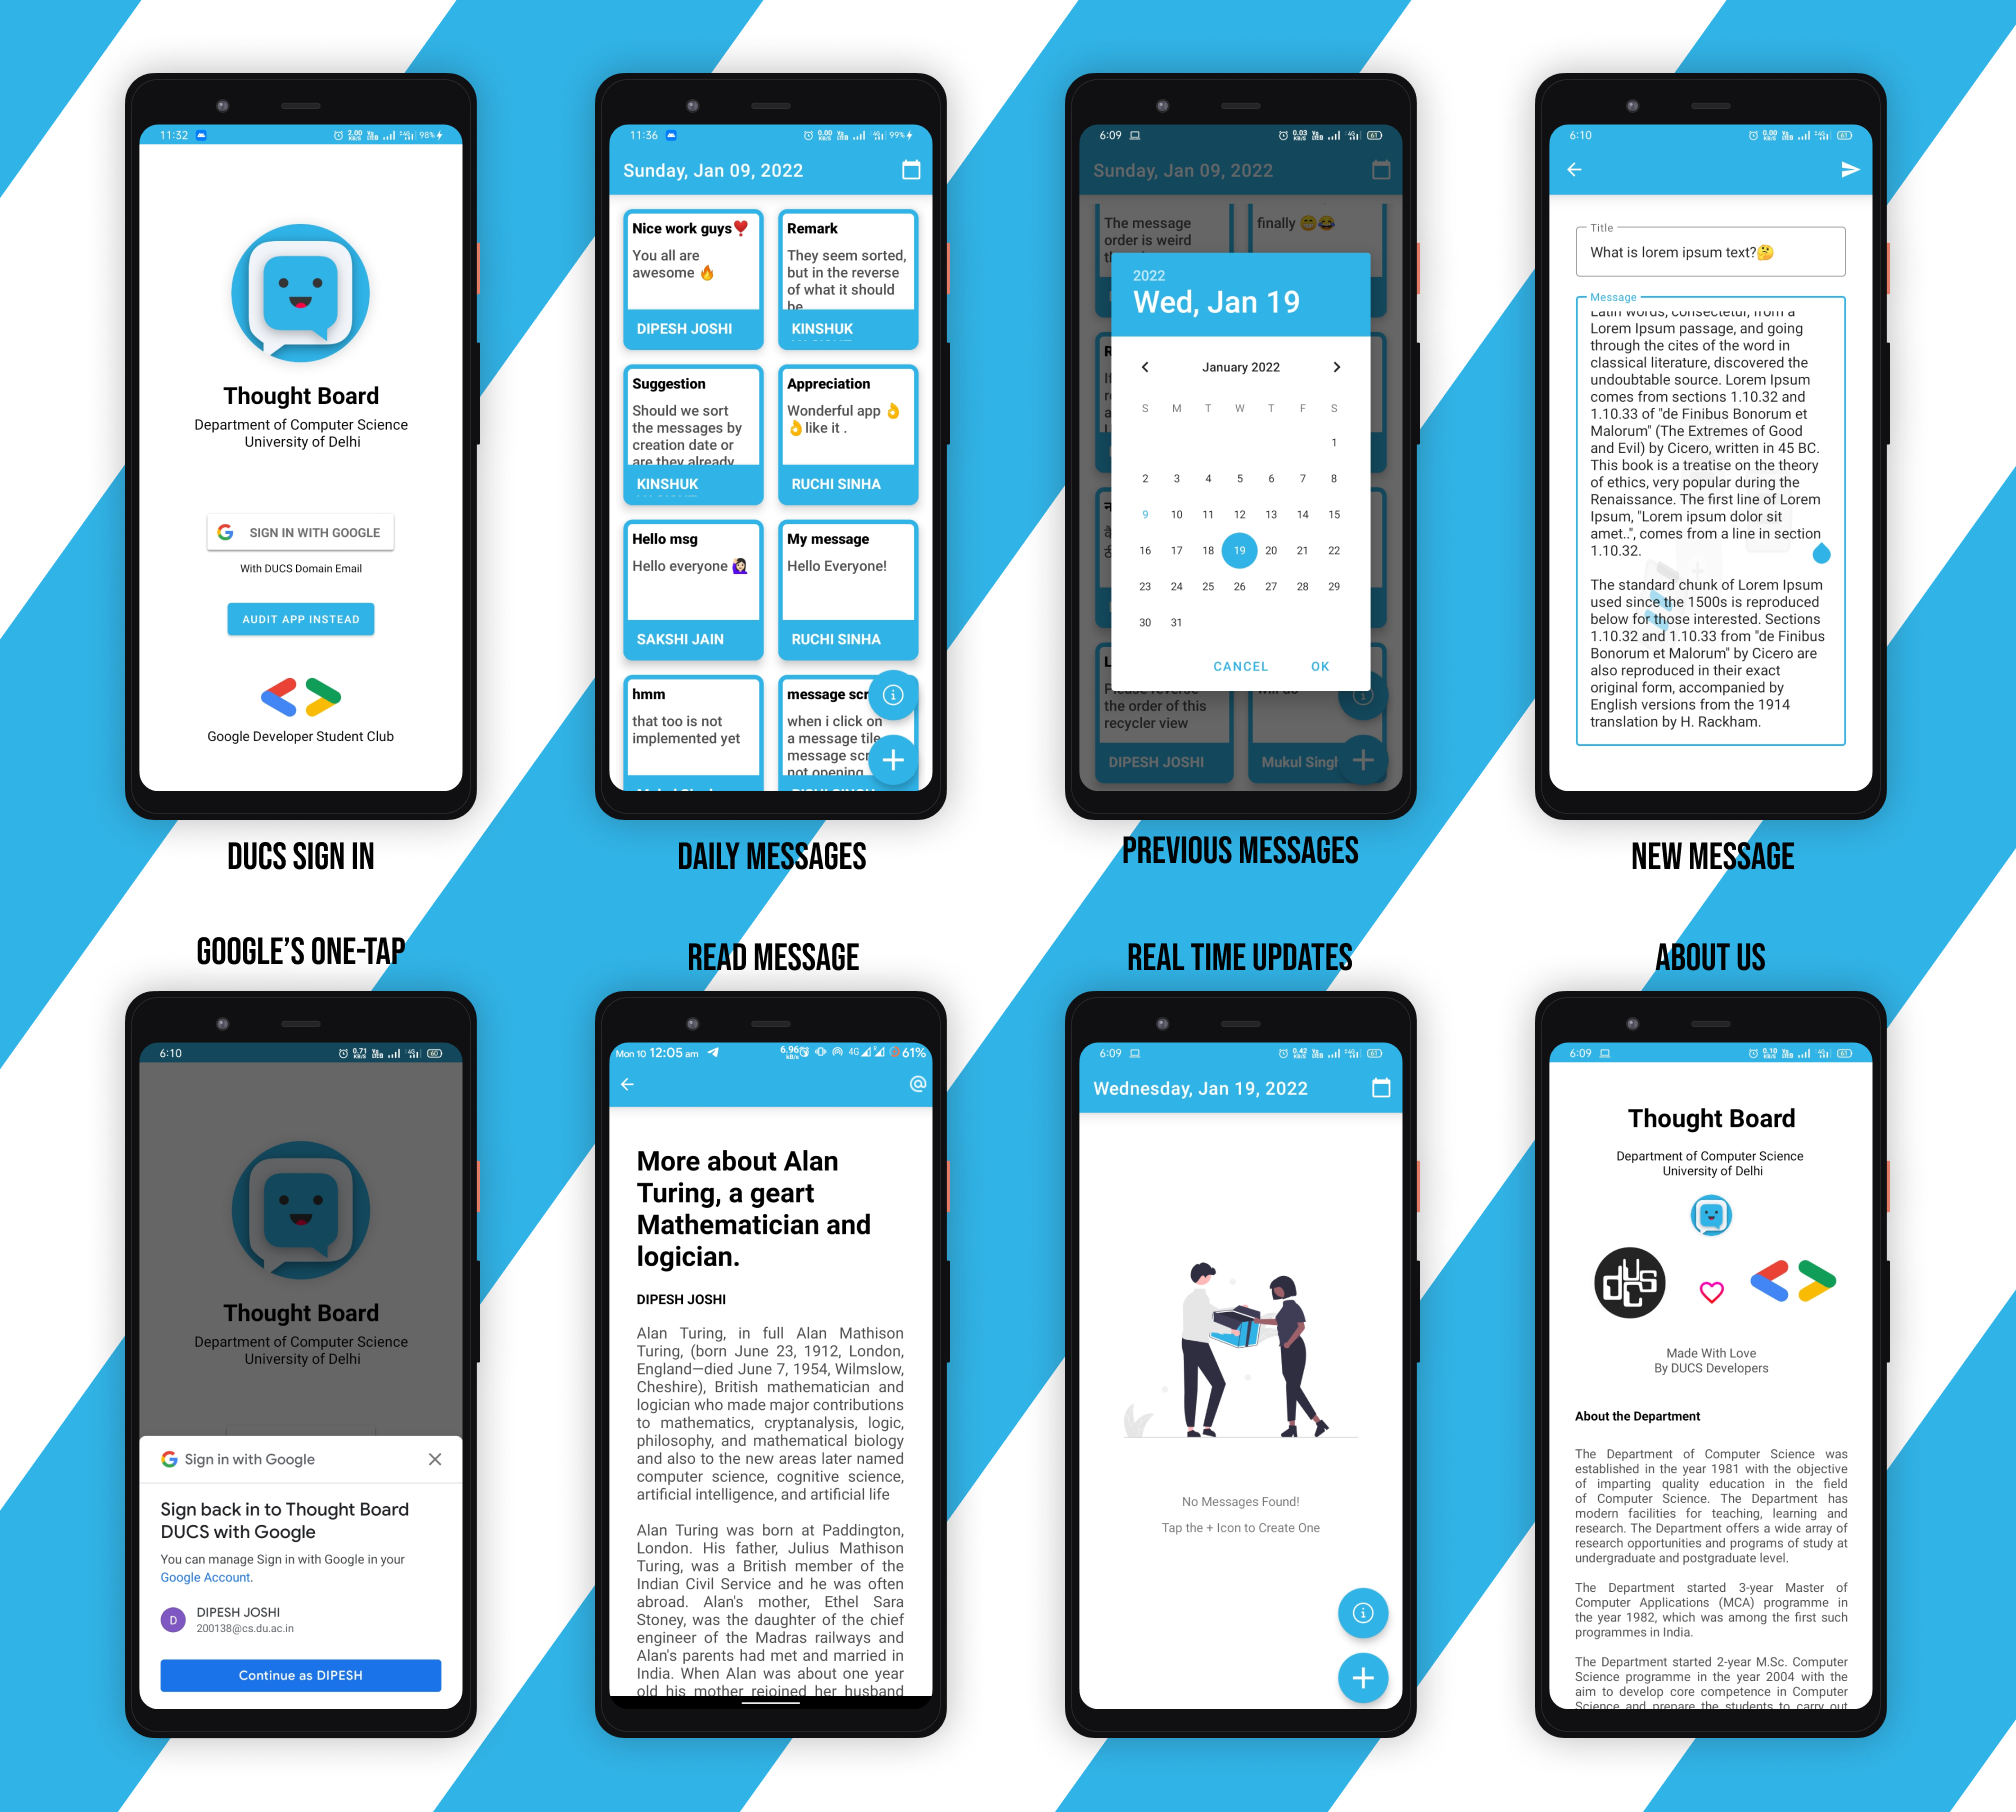 11:32
2.00 KB/S
98%
Thought Board
Department of Computer Science
University of Delhi
SIGN IN WITH GOOGLE
With DUCS Domain Email
AUDIT APP INSTEAD
Google Developer Student Club
DUCS SIGN IN
11:36
0.00 KB/S
99%
Sunday, Jan 09, 2022
Nice work guys❣️
You all are
awesome 🔥
DIPESH JOSHI
Remark
They seem sorted,
but in the reverse
of what it should
be
KINSHUK
Suggestion
Should we sort
the messages by
creation date or
are they already
KINSHUK
Appreciation
Wonderful app 👌
👌like it .
RUCHI SINHA
Hello msg
Hello everyone 🙋🏻‍♀️
SAKSHI JAIN
My message
Hello Everyone!
RUCHI SINHA
hmm
that too is not
implemented yet
message scr
when i click on
a message tile
message scr
not opening
DAILY MESSAGES
6:09
0.03 KB/S
61
Sunday, Jan 09, 2022
The message
order is weird
finally 😁😂
2022
Wed, Jan 19
January 2022
S M T W T F S
1
2 3 4 5 6 7 8
9 10 11 12 13 14 15
16 17 18 19 20 21 22
23 24 25 26 27 28 29
30 31
CANCEL OK
the order of this
recycler view
DIPESH JOSHI
Mukul Singh
PREVIOUS MESSAGES
6:10
0.00 KB/S
61
Title
What is lorem ipsum text?🤔
Message
Latin words, consectetur, from a
Lorem Ipsum passage, and going
through the cites of the word in
classical literature, discovered the
undoubtable source. Lorem Ipsum
comes from sections 1.10.32 and
1.10.33 of "de Finibus Bonorum et
Malorum" (The Extremes of Good
and Evil) by Cicero, written in 45 BC.
This book is a treatise on the theory
of ethics, very popular during the
Renaissance. The first line of Lorem
Ipsum, "Lorem ipsum dolor sit
amet..", comes from a line in section
1.10.32.
The standard chunk of Lorem Ipsum
used since the 1500s is reproduced
below for those interested. Sections
1.10.32 and 1.10.33 from "de Finibus
Bonorum et Malorum" by Cicero are
also reproduced in their exact
original form, accompanied by
English versions from the 1914
translation by H. Rackham.
NEW MESSAGE
GOOGLE'S ONE-TAP
6:10
0.71 KB/S
60
Thought Board
Department of Computer Science
University of Delhi
Sign in with Google
Sign back in to Thought Board
DUCS with Google
You can manage Sign in with Google in your
Google Account.
D
DIPESH JOSHI
200138@cs.du.ac.in
Continue as DIPESH
READ MESSAGE
Mon 10 12:05 am
6.96 KB/s
4G
61%
More about Alan
Turing, a geart
Mathematician and
logician.
DIPESH JOSHI
Alan Turing, in full Alan Mathison
Turing, (born June 23, 1912, London,
England—died June 7, 1954, Wilmslow,
Cheshire), British mathematician and
logician who made major contributions
to mathematics, cryptanalysis, logic,
philosophy, and mathematical biology
and also to the new areas later named
computer science, cognitive science,
artificial intelligence, and artificial life
Alan Turing was born at Paddington,
London. His father, Julius Mathison
Turing, was a British member of the
Indian Civil Service and he was often
abroad. Alan's mother, Ethel Sara
Stoney, was the daughter of the chief
engineer of the Madras railways and
Alan's parents had met and married in
India. When Alan was about one year
old his mother rejoined her husband
REAL TIME UPDATES
6:09
0.42 KB/S
61
Wednesday, Jan 19, 2022
No Messages Found!
Tap the + Icon to Create One
ABOUT US
6:09
0.10 KB/S
61
Thought Board
Department of Computer Science
University of Delhi
ducs
Made With Love
By DUCS Developers
About the Department
The Department of Computer Science was
established in the year 1981 with the objective
of imparting quality education in the field
of Computer Science. The Department has
modern facilities for teaching, learning and
research. The Department offers a wide array of
research opportunities and programs of study at
undergraduate and postgraduate level.
The Department started 3-year Master of
Computer Applications (MCA) programme in
the year 1982, which was among the first such
programmes in India.
The Department started 2-year M.Sc. Computer
Science programme in the year 2004 with the
aim to develop core competence in Computer
Science and prepare the students to carry out